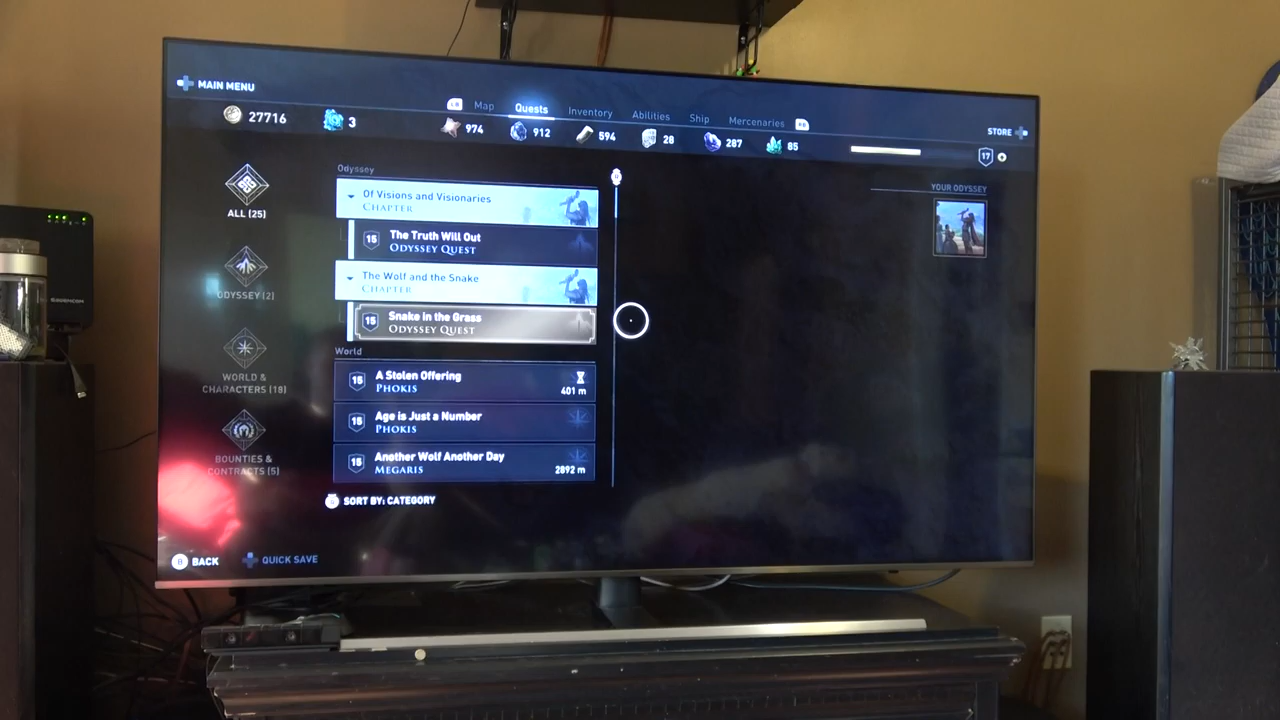 MAIN MENU
LB Map Quests Inventory Abilities Ship Mercenaries RB
STORE
27716 3 974 912 594 28 287 85 17
ALL (25)
ODYSSEY (2)
WORLD &
CHARACTERS (18)
BOUNTIES &
CONTRACTS (5)
Odyssey
Of Visions and Visionaries
CHAPTER
15 The Truth Will Out
ODYSSEY QUEST
The Wolf and the Snake
CHAPTER
15 Snake in the Grass
ODYSSEY QUEST
World
15 A Stolen Offering
PHOKIS 401 m
15 Age is Just a Number
PHOKIS
15 Another Wolf Another Day
MEGARIS 2892 m
SORT BY: CATEGORY
YOUR ODYSSEY
B BACK QUICK SAVE
SAGEMCOM